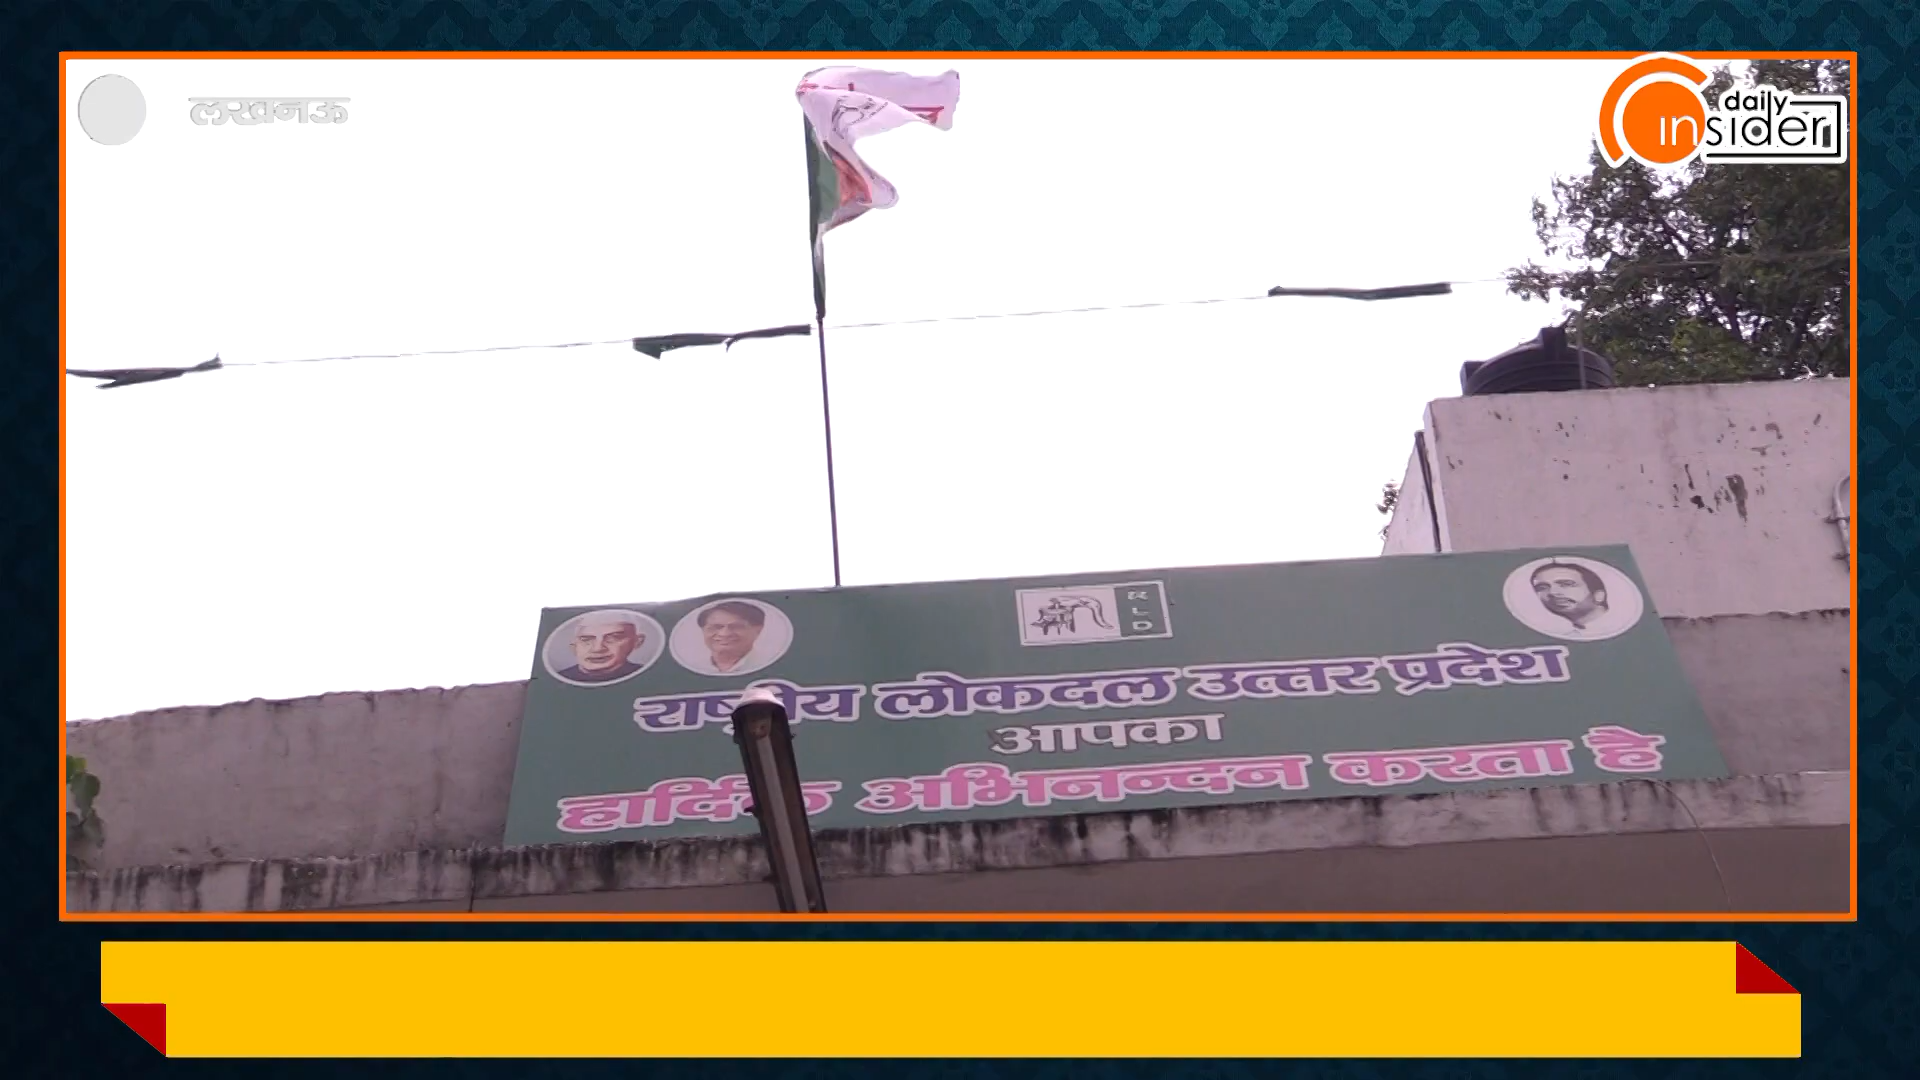 लखनऊ
daily
insider
RLD
राष्ट्रीय लोकदल उत्तर प्रदेश
आपका
हार्दिक अभिनन्दन करता है